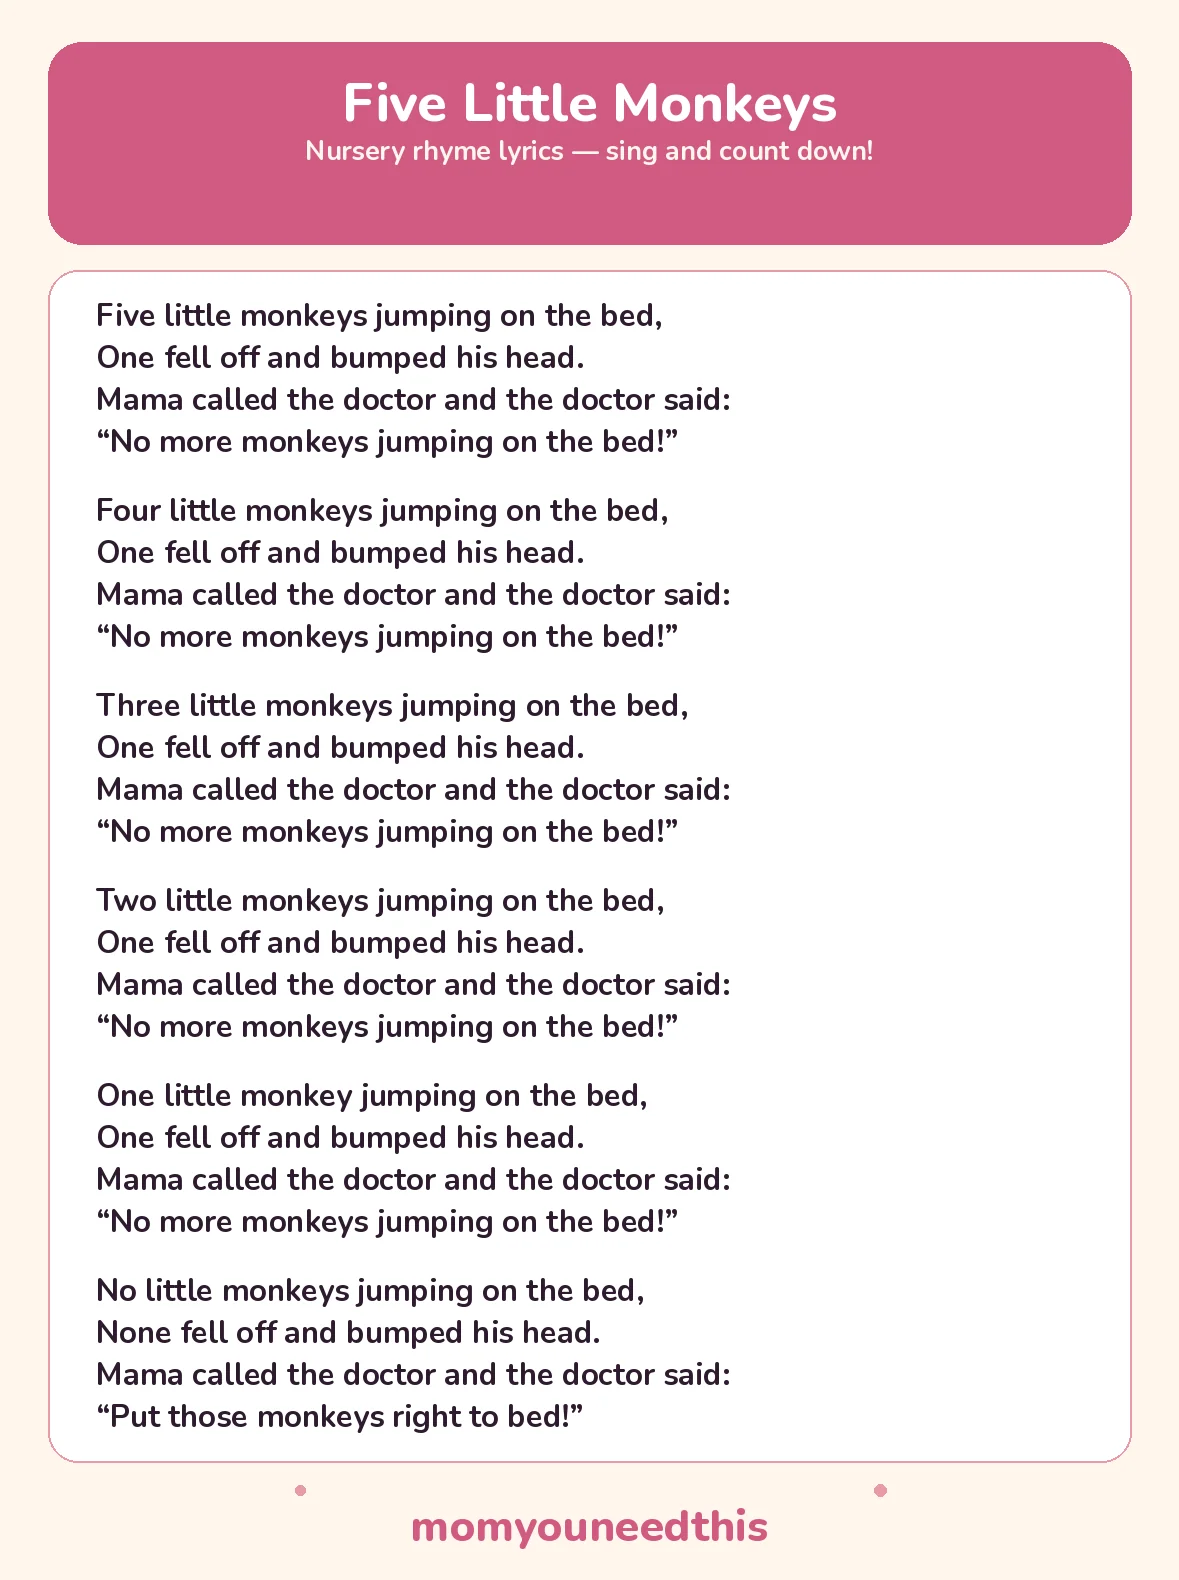 Five Little Monkeys
Nursery rhyme lyrics — sing and count down!
Five little monkeys jumping on the bed,
One fell off and bumped his head.
Mama called the doctor and the doctor said:
“No more monkeys jumping on the bed!”
Four little monkeys jumping on the bed,
One fell off and bumped his head.
Mama called the doctor and the doctor said:
“No more monkeys jumping on the bed!”
Three little monkeys jumping on the bed,
One fell off and bumped his head.
Mama called the doctor and the doctor said:
“No more monkeys jumping on the bed!”
Two little monkeys jumping on the bed,
One fell off and bumped his head.
Mama called the doctor and the doctor said:
“No more monkeys jumping on the bed!”
One little monkey jumping on the bed,
One fell off and bumped his head.
Mama called the doctor and the doctor said:
“No more monkeys jumping on the bed!”
No little monkeys jumping on the bed,
None fell off and bumped his head.
Mama called the doctor and the doctor said:
“Put those monkeys right to bed!”
momyouneedthis